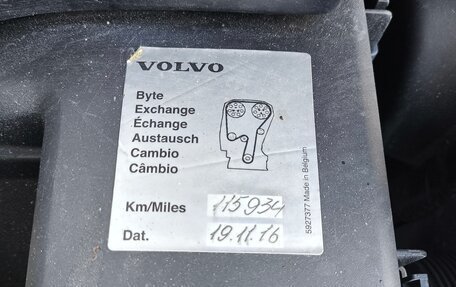 VOLVO
Byte
Exchange
Échange
Austausch
Cambio
Câmbio
Km/Miles 115934
Dat. 19.11.16
5927377 Made in Belgium